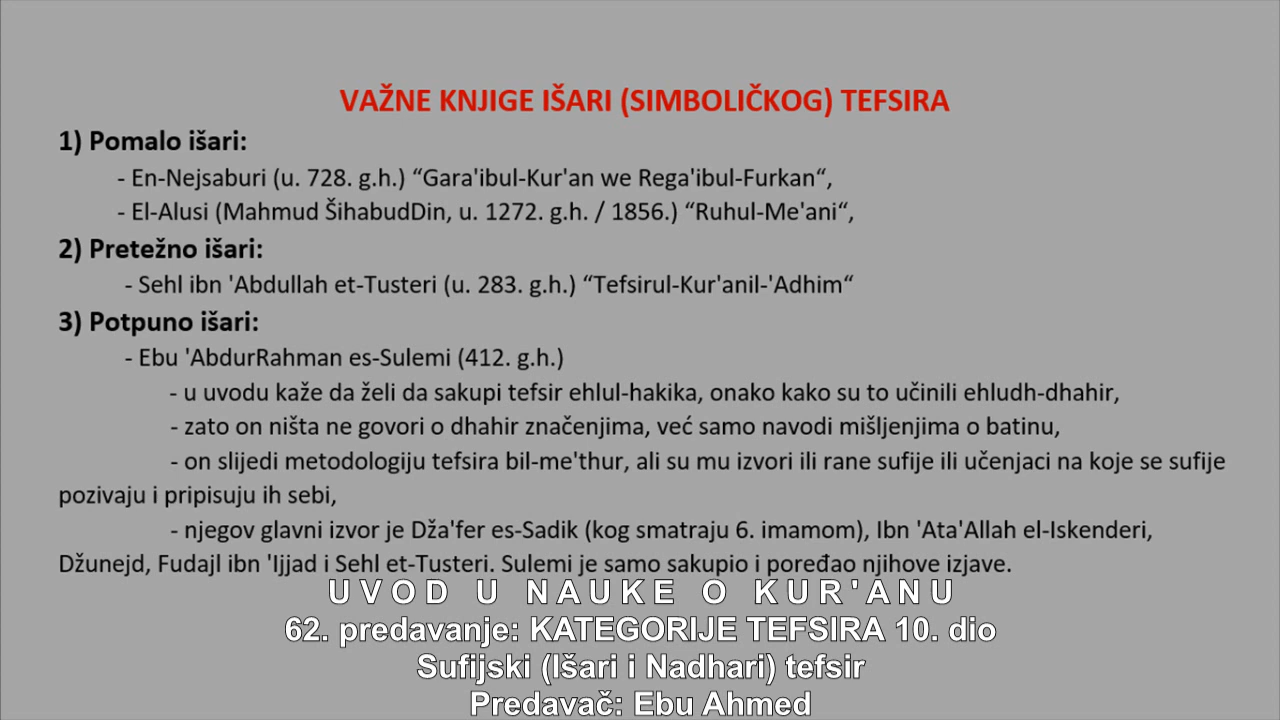 VAŽNE KNJIGE IŠARI (SIMBOLIČKOG) TEFSIRA
1) Pomalo išari:
- En-Nejsaburi (u. 728. g.h.) “Gara'ibul-Kur'an we Rega'ibul-Furkan“,
- El-Alusi (Mahmud ŠihabudDin, u. 1272. g.h. / 1856.) “Ruhul-Me'ani“,
2) Pretežno išari:
- Sehl ibn 'Abdullah et-Tusteri (u. 283. g.h.) “Tefsirul-Kur'anil-'Adhim“
3) Potpuno išari:
- Ebu 'AbdurRahman es-Sulemi (412. g.h.)
- u uvodu kaže da želi da sakupi tefsir ehlul-hakika, onako kako su to učinili ehludh-dhahir,
- zato on ništa ne govori o dhahir značenjima, već samo navodi mišljenjima o batinu,
- on slijedi metodologiju tefsira bil-me'thur, ali su mu izvori ili rane sufije ili učenjaci na koje se sufije
pozivaju i pripisuju ih sebi,
- njegov glavni izvor je Dža'fer es-Sadik (kog smatraju 6. imamom), Ibn 'Ata'Allah el-Iskenderi,
Džunejd, Fudajl ibn 'Ijjad i Sehl et-Tusteri. Sulemi je samo sakupio i poređao njihove izjave.
UVOD U NAUKE O KUR'ANU
62. predavanje: KATEGORIJE TEFSIRA 10. dio
Sufijski (Išari i Nadhari) tefsir
Predavač: Ebu Ahmed